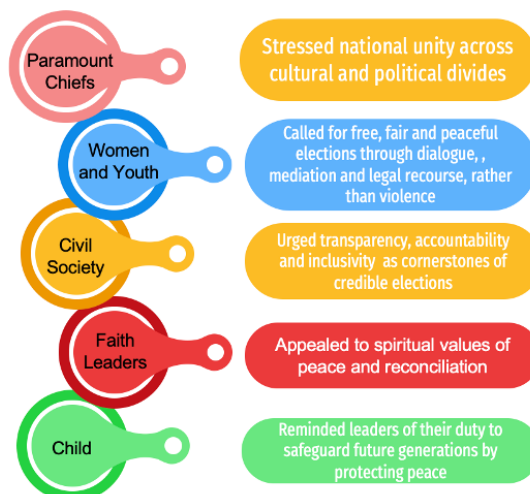 Paramount
Chiefs
Stressed national unity across
cultural and political divides
Women
and Youth
Called for free, fair and peaceful
elections through dialogue, ,
mediation and legal recourse, rather
than violence
Civil
Society
Urged transparency, accountability
and inclusivity as cornerstones of
credible elections
Faith
Leaders
Appealed to spiritual values of
peace and reconciliation
Child
Reminded leaders of their duty to
safeguard future generations by
protecting peace